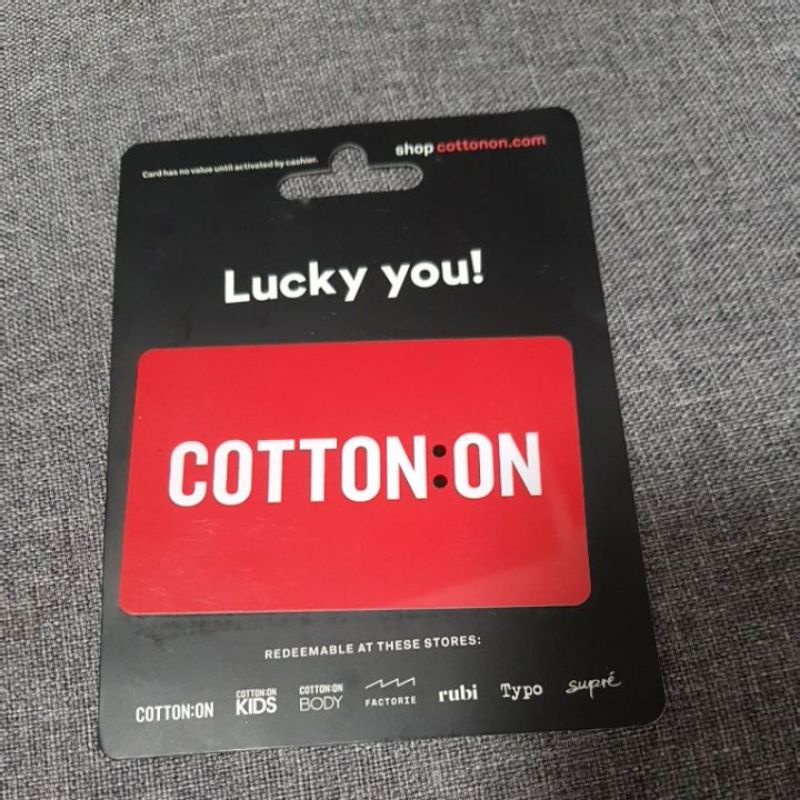 Card has no value until activated by cashier.
shop cottonon.com
Lucky you!
COTTON:ON
REDEEMABLE AT THESE STORES:
COTTON:ON
COTTON:ON
KIDS
COTTON:ON
BODY
FACTORIE
rubi
Typo
supré